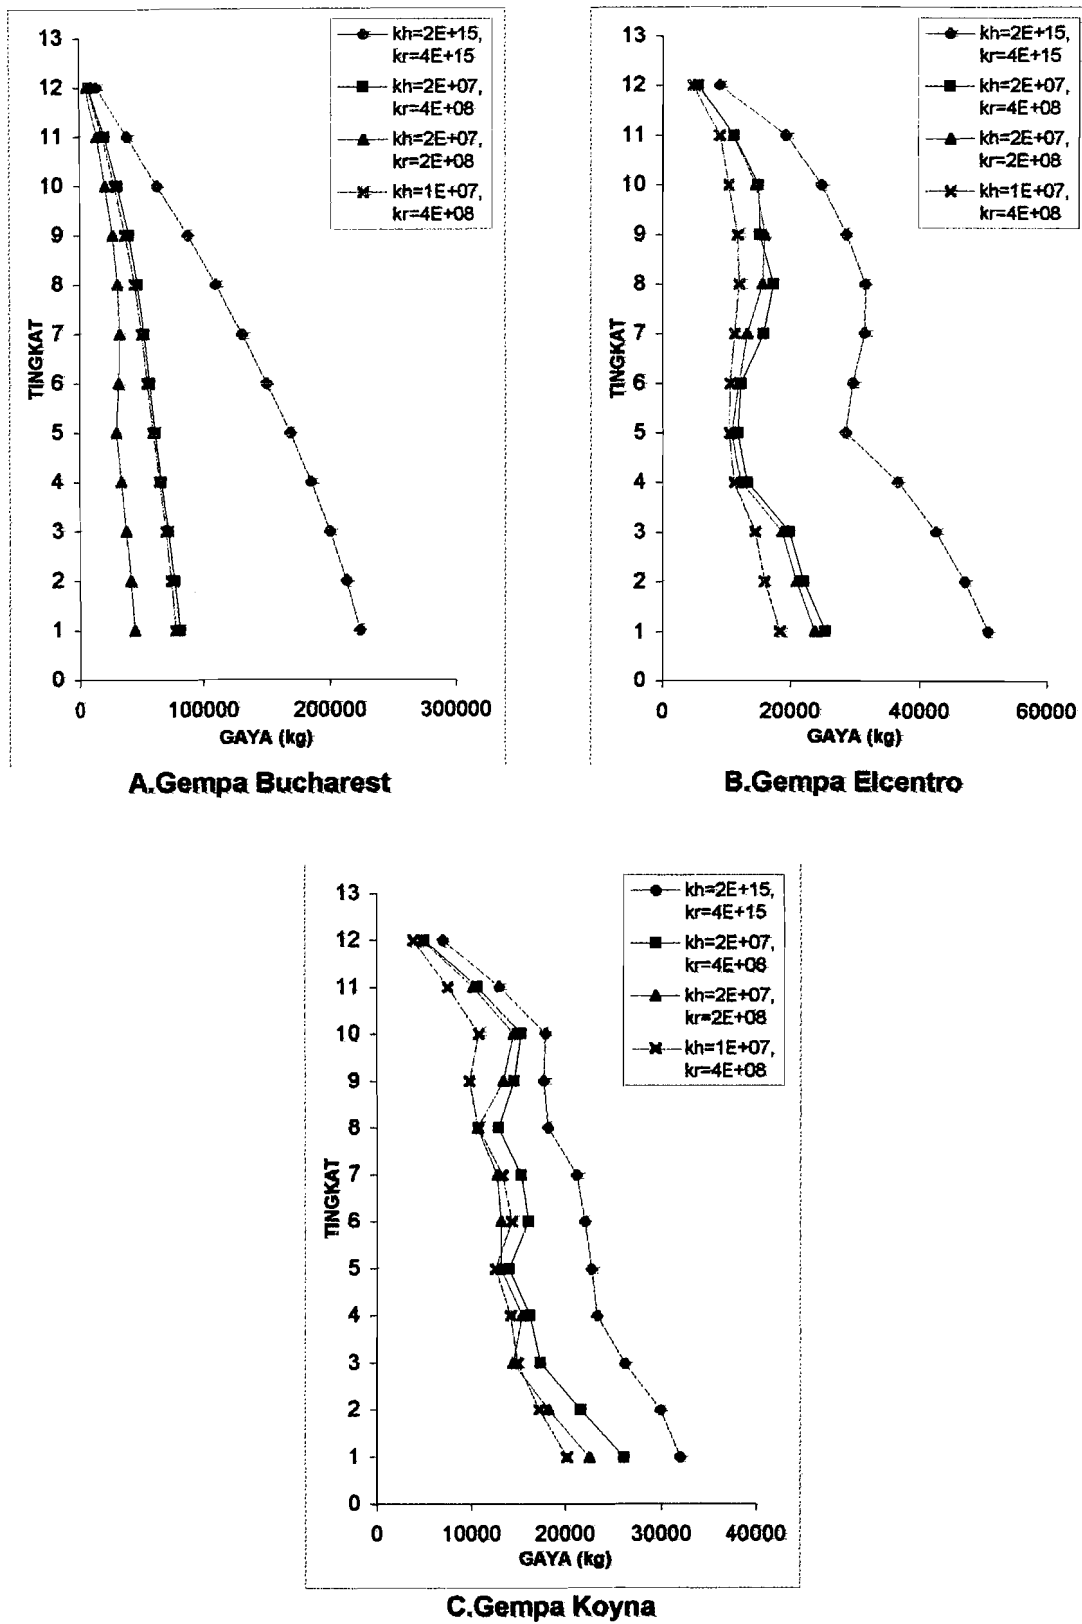 13
12
11
10
9
8
7
6
5
4
3
2
1
0
TINGKAT
0 100000 200000 300000
GAYA (kg)
kh=2E+15,
kr=4E+15
kh=2E+07,
kr=4E+08
kh=2E+07,
kr=2E+08
kh=1E+07,
kr=4E+08
A.Gempa Bucharest
13
12
11
10
9
8
7
6
5
4
3
2
1
0
TINGKAT
0 20000 40000 60000
GAYA (kg)
kh=2E+15,
kr=4E+15
kh=2E+07,
kr=4E+08
kh=2E+07,
kr=2E+08
kh=1E+07,
kr=4E+08
B.Gempa Elcentro
13
12
11
10
9
8
7
6
5
4
3
2
1
0
TINGKAT
0 10000 20000 30000 40000
GAYA (kg)
kh=2E+15,
kr=4E+15
kh=2E+07,
kr=4E+08
kh=2E+07,
kr=2E+08
kh=1E+07,
kr=4E+08
C.Gempa Koyna